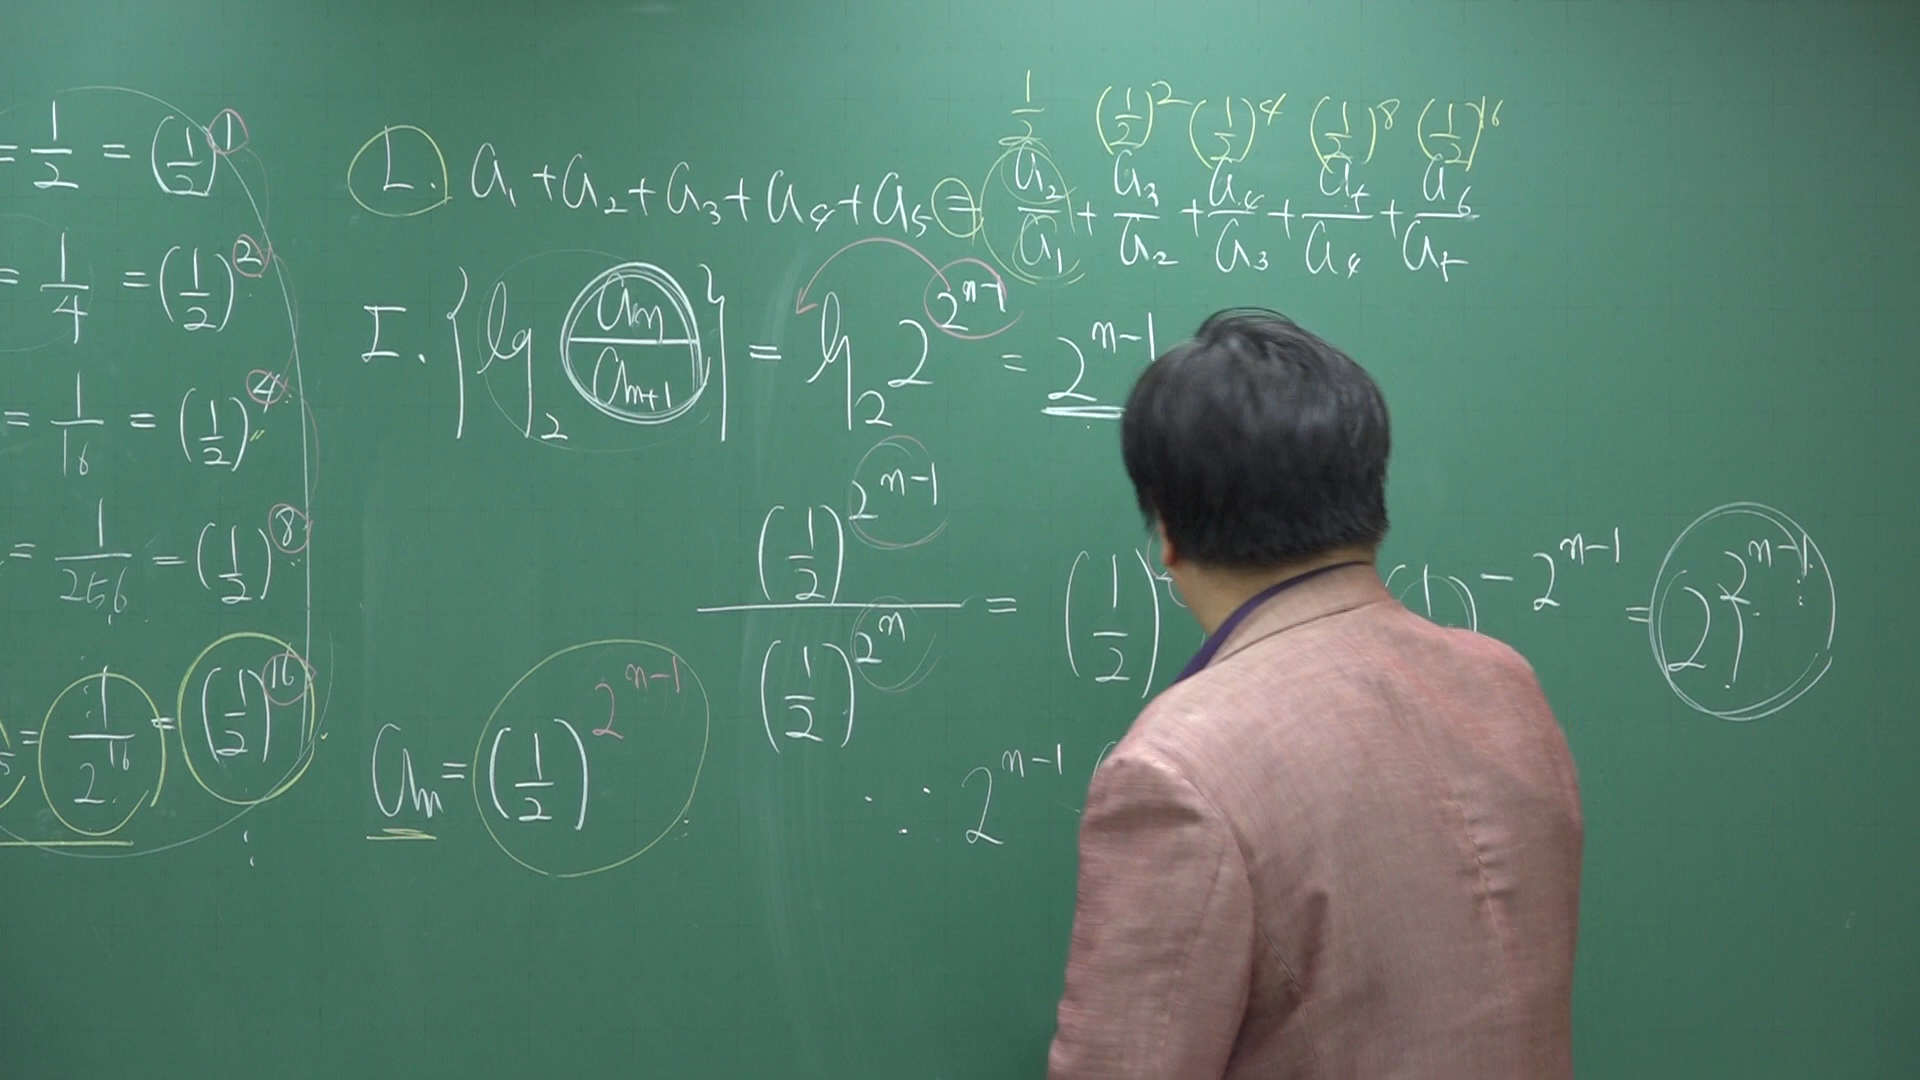 = 1/2 = (1/2)^1
= 1/4 = (1/2)^2
= 1/16 = (1/2)^4
= 1/256 = (1/2)^8
5 = 1/2^16 = (1/2)^16
1/2 (1/2)^2 (1/2)^4 (1/2)^8 (1/2)^16
ㄴ. a₁ + a₂ + a₃ + a₄ + a₅ = a₂/a₁ + a₃/a₂ + a₄/a₃ + a₅/a₄ + a₆/a₅
ㄷ. {log₂ aₙ/aₙ₊₁} = log₂ 2^2^(n-1) = 2^(n-1)
(1/2)^2^(n-1) / (1/2)^2^n = (1/2) (1 ) - 2^(n-1) = 2^2^(n-1)
aₙ = (1/2)^2^(n-1)
∵ 2^(n-1)